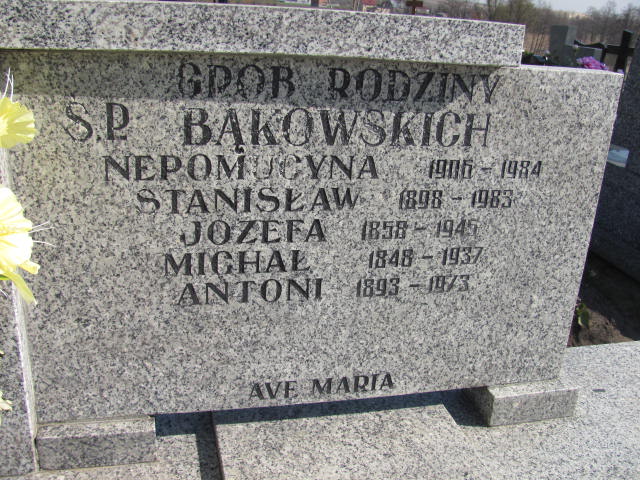 GRÓB RODZINY
Ś.P. BĄKOWSKICH
NEPOMUCYNA 1906 - 1984
STANISŁAW 1898 - 1983
JÓZEFA 1858 - 1945
MICHAŁ 1848 - 1937
ANTONI 1893 - 1973
AVE MARIA